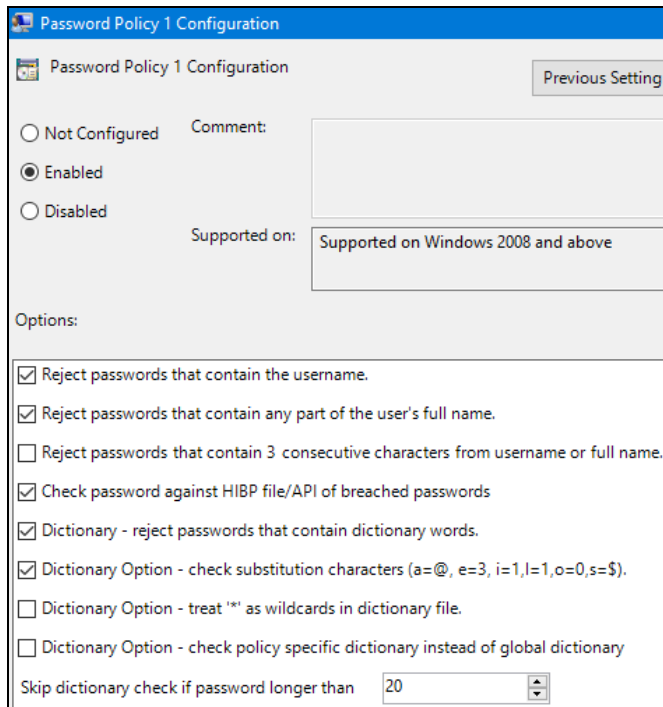 Password Policy 1 Configuration
Password Policy 1 Configuration
Previous Setting
Not Configured
Comment:
Enabled
Disabled
Supported on:
Supported on Windows 2008 and above
Options:
Reject passwords that contain the username.
Reject passwords that contain any part of the user's full name.
Reject passwords that contain 3 consecutive characters from username or full name.
Check password against HIBP file/API of breached passwords
Dictionary - reject passwords that contain dictionary words.
Dictionary Option - check substitution characters (a=@, e=3, i=1,l=1,o=0,s=$).
Dictionary Option - treat '*' as wildcards in dictionary file.
Dictionary Option - check policy specific dictionary instead of global dictionary
Skip dictionary check if password longer than 20